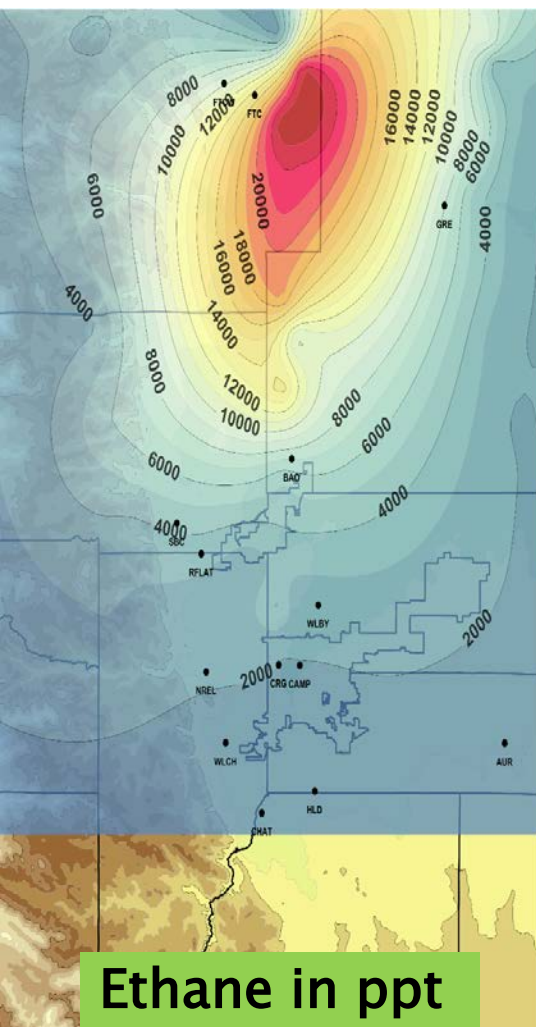 8000
FTC
12000
16000
14000
12000
10000
8000
6000
10000
6000
20000
GRE
4000
18000
16000
4000
14000
8000
12000
10000
8000
6000
6000
BAO
4000
4000
SBC
RFLAT
WLBY
2000
2000
CRG CAMP
NREL
WLCH
AUR
HLD
CHAT
Ethane in ppt